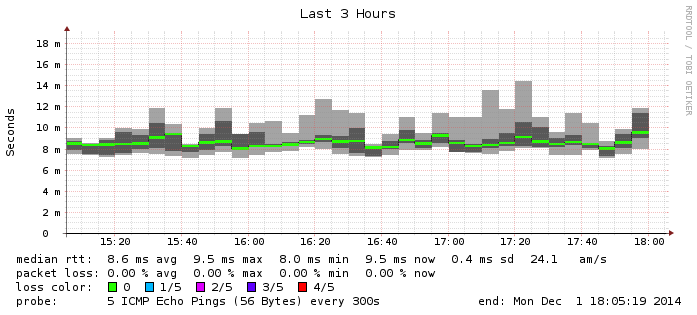 Last 3 Hours
RRDTOOL / TOBI OETIKER
Seconds
18 m
16 m
14 m
12 m
10 m
8 m
6 m
4 m
2 m
0
15:20 15:40 16:00 16:20 16:40 17:00 17:20 17:40 18:00
median rtt: 8.6 ms avg 9.5 ms max 8.0 ms min 9.5 ms now 0.4 ms sd 24.1 am/s
packet loss: 0.00 % avg 0.00 % max 0.00 % min 0.00 % now
loss color: 0 1/5 2/5 3/5 4/5
probe: 5 ICMP Echo Pings (56 Bytes) every 300s end: Mon Dec 1 18:05:19 2014